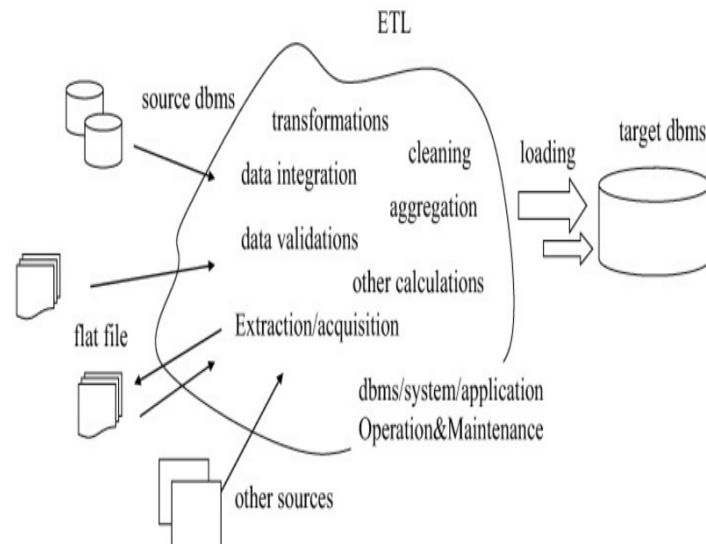 ETL
source dbms
transformations
cleaning
loading
target dbms
data integration
aggregation
data validations
other calculations
flat file
Extraction/acquisition
dbms/system/application
Operation&Maintenance
other sources